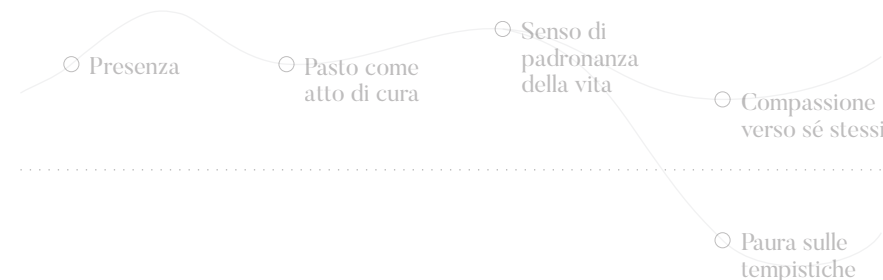 Presenza
Pasto come
atto di cura
Senso di
padronanza
della vita
Compassione
verso sé stessi
Paura sulle
tempistiche